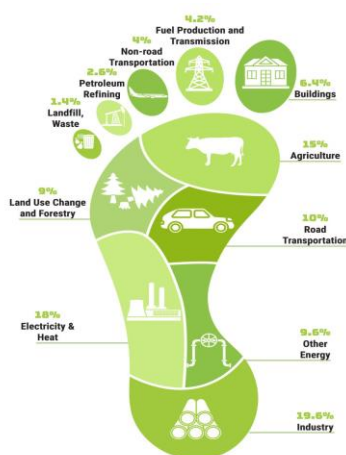 4.2%
Fuel Production and
Transmission
4%
Non-road
Transportation
2.6%
Petroleum
Refining
6.4%
Buildings
1.4%
Landfill,
Waste
15%
Agriculture
9%
Land Use Change
and Forestry
10%
Road
Transportation
18%
Electricity &
Heat
9.6%
Other
Energy
19.6%
Industry